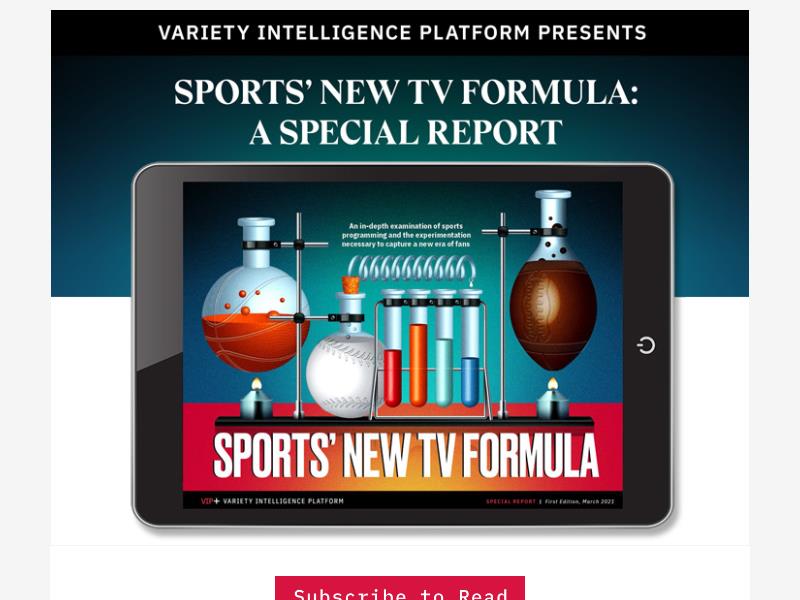 VARIETY INTELLIGENCE PLATFORM PRESENTS
SPORTS’ NEW TV FORMULA:
A SPECIAL REPORT
An in-depth examination of sports
programming and the experimentation
necessary to capture a new era of fans
SPORTS’ NEW TV FORMULA
VIP+ VARIETY INTELLIGENCE PLATFORM
SPECIAL REPORT | First Edition, March 2021
Subscribe to Read